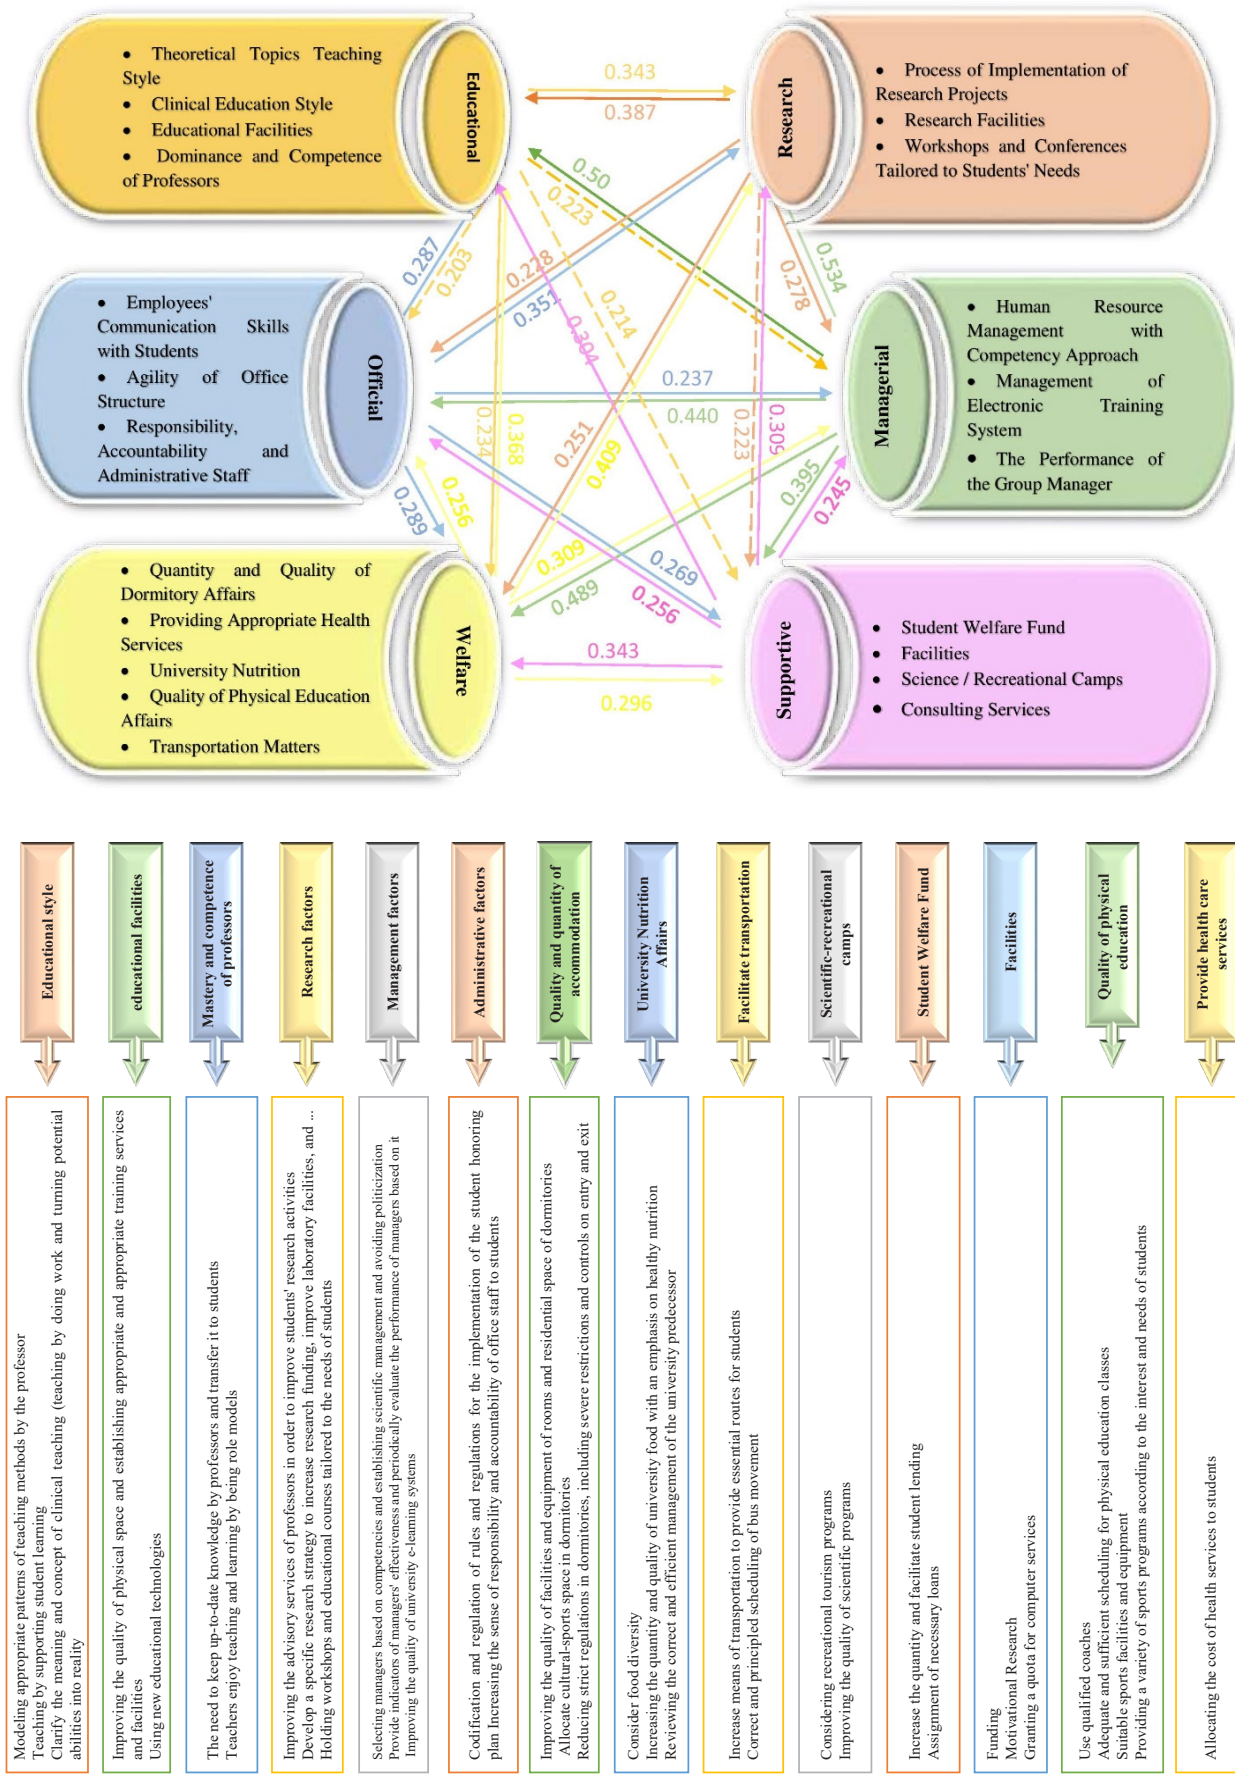 • Theoretical Topics Teaching
Style
• Clinical Education Style
• Educational Facilities
• Dominance and Competence
of Professors
Educational
0.343
0.387
Research
• Process of Implementation of
Research Projects
• Research Facilities
• Workshops and Conferences
Tailored to Students' Needs
0.50
0.223
0.287
0.203
0.228
0.351
0.394
0.214
0.278
0.534
• Employees'
Communication Skills
with Students
• Agility of Office
Structure
• Responsibility,
Accountability and
Administrative Staff
Official
0.237
0.440
Managerial
• Human Resource
Management with
Competency Approach
• Management of
Electronic Training
System
• The Performance of
the Group Manager
0.234
0.368
0.251
0.409
0.223
0.305
0.395
0.245
0.289
0.256
0.309
0.489
0.269
0.256
• Quantity and Quality of
Dormitory Affairs
• Providing Appropriate Health
Services
• University Nutrition
• Quality of Physical Education
Affairs
• Transportation Matters
Welfare
0.343
0.296
Supportive
• Student Welfare Fund
• Facilities
• Science / Recreational Camps
• Consulting Services
Educational style
Modeling appropriate patterns of teaching methods by the professor
Teaching by supporting student learning
Clarify the meaning and concept of clinical teaching (teaching by doing work and turning potential
abilities into reality
educational facilities
Improving the quality of physical space and establishing appropriate and appropriate training services
and facilities
Using new educational technologies
Mastery and competence
of professors
The need to keep up-to-date knowledge by professors and transfer it to students
Teachers enjoy teaching and learning by being role models
Research factors
Improving the advisory services of professors in order to improve students' research activities
Develop a specific research strategy to increase research funding, improve laboratory facilities, and ...
Holding workshops and educational courses tailored to the needs of students
Management factors
Selecting managers based on competencies and establishing scientific management and avoiding politicization
Provide indicators of managers' effectiveness and periodically evaluate the performance of managers based on it
Improving the quality of university e-learning systems
Administrative factors
Codification and regulation of rules and regulations for the implementation of the student honoring
plan Increasing the sense of responsibility and accountability of office staff to students
Quality and quantity of
accommodation
Improving the quality of facilities and equipment of rooms and residential space of dormitories
Allocate cultural-sports space in dormitories
Reducing strict regulations in dormitories, including severe restrictions and controls on entry and exit
University Nutrition
Affairs
Consider food diversity
Increasing the quantity and quality of university food with an emphasis on healthy nutrition
Reviewing the correct and efficient management of the university predecessor
Facilitate transportation
Increase means of transportation to provide essential routes for students
Correct and principled scheduling of bus movement
Scientific-recreational
camps
Considering recreational tourism programs
Improving the quality of scientific programs
Student Welfare Fund
Increase the quantity and facilitate student lending
Assignment of necessary loans
Facilities
Funding
Motivational Research
Granting a quota for computer services
Quality of physical
education
Use qualified coaches
Adequate and sufficient scheduling for physical education classes
Suitable sports facilities and equipment
Providing a variety of sports programs according to the interest and needs of students
Provide health care
services
Allocating the cost of health services to students